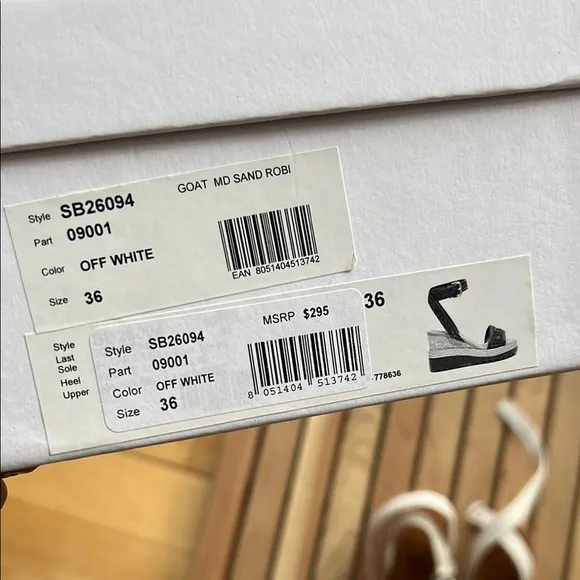 GOAT MD SAND ROBI
Style SB26094
Part 09001
Color OFF WHITE
Size 36
EAN 8051404513742
Style
Last
Sole
Heel
Upper
36
778636
Style SB26094
Part 09001
Color OFF WHITE
Size 36
MSRP $295
8 051404 513742